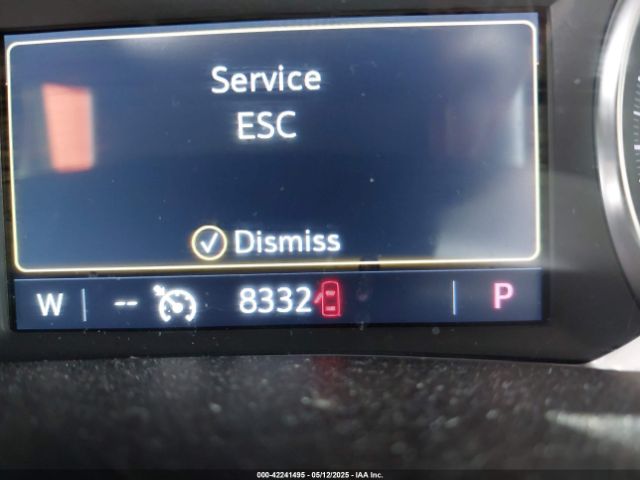 Service
ESC
Dismiss
W -- 8332 P
000-42241495 - 05/12/2025 - IAA Inc.